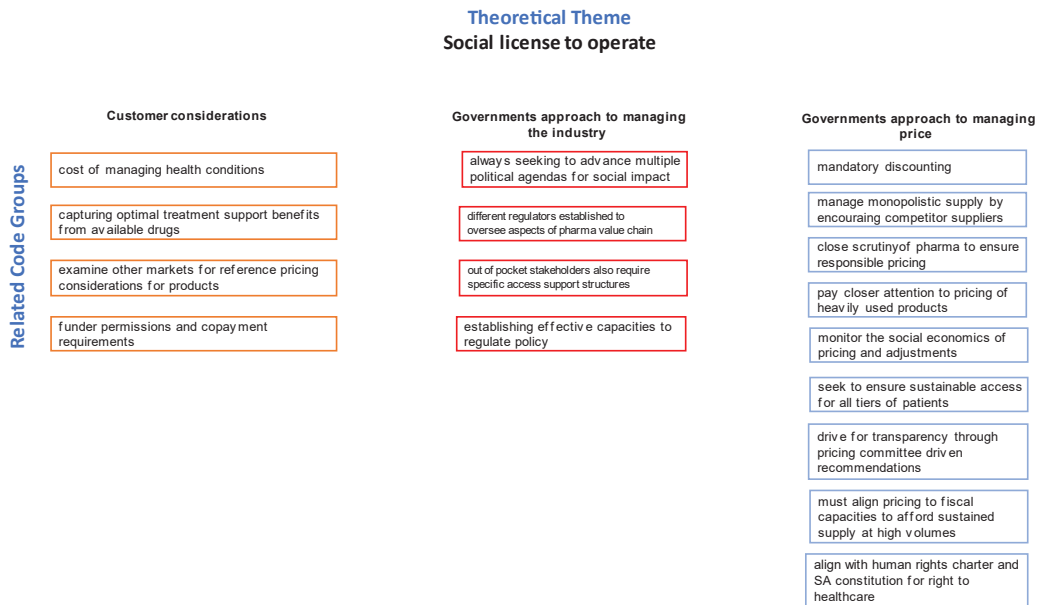 Theoretical Theme
Social license to operate
Related Code Groups
Customer considerations
cost of managing health conditions
capturing optimal treatment support benefits
from available drugs
examine other markets for reference pricing
considerations for products
funder permissions and copayment
requirements
Governments approach to managing
the industry
always seeking to advance multiple
political agendas for social impact
different regulators established to
oversee aspects of pharma value chain
out of pocket stakeholders also require
specific access support structures
establishing effective capacities to
regulate policy
Governments approach to managing
price
mandatory discounting
manage monopolistic supply by
encouraing competitor suppliers
close scrutinyof pharma to ensure
responsible pricing
pay closer attention to pricing of
heavily used products
monitor the social economics of
pricing and adjustments
seek to ensure sustainable access
for all tiers of patients
drive for transparency through
pricing committee driven
recommendations
must align pricing to fiscal
capacities to afford sustained
supply at high volumes
align with human rights charter and
SA constitution for right to
healthcare